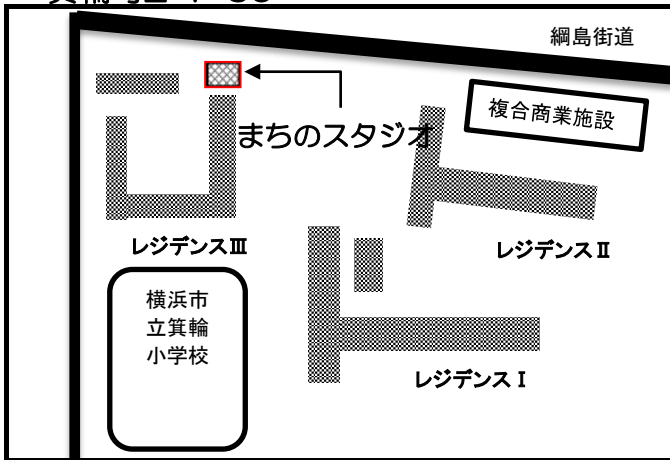 綱島街道
複合商業施設
まちのスタジオ
レジデンスⅢ
レジデンスⅡ
横浜市
立箕輪
小学校
レジデンスⅠ